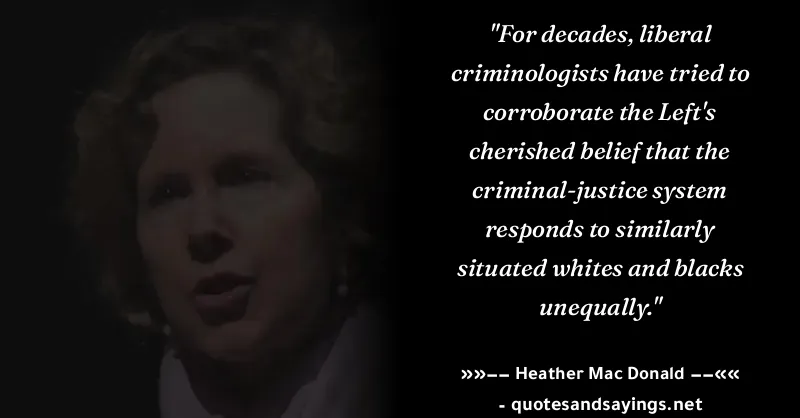 "For decades, liberal
criminologists have tried to
corroborate the Left's
cherished belief that the
criminal-justice system
responds to similarly
situated whites and blacks
unequally."
»»–– Heather Mac Donald ––««
- quotesandsayings.net